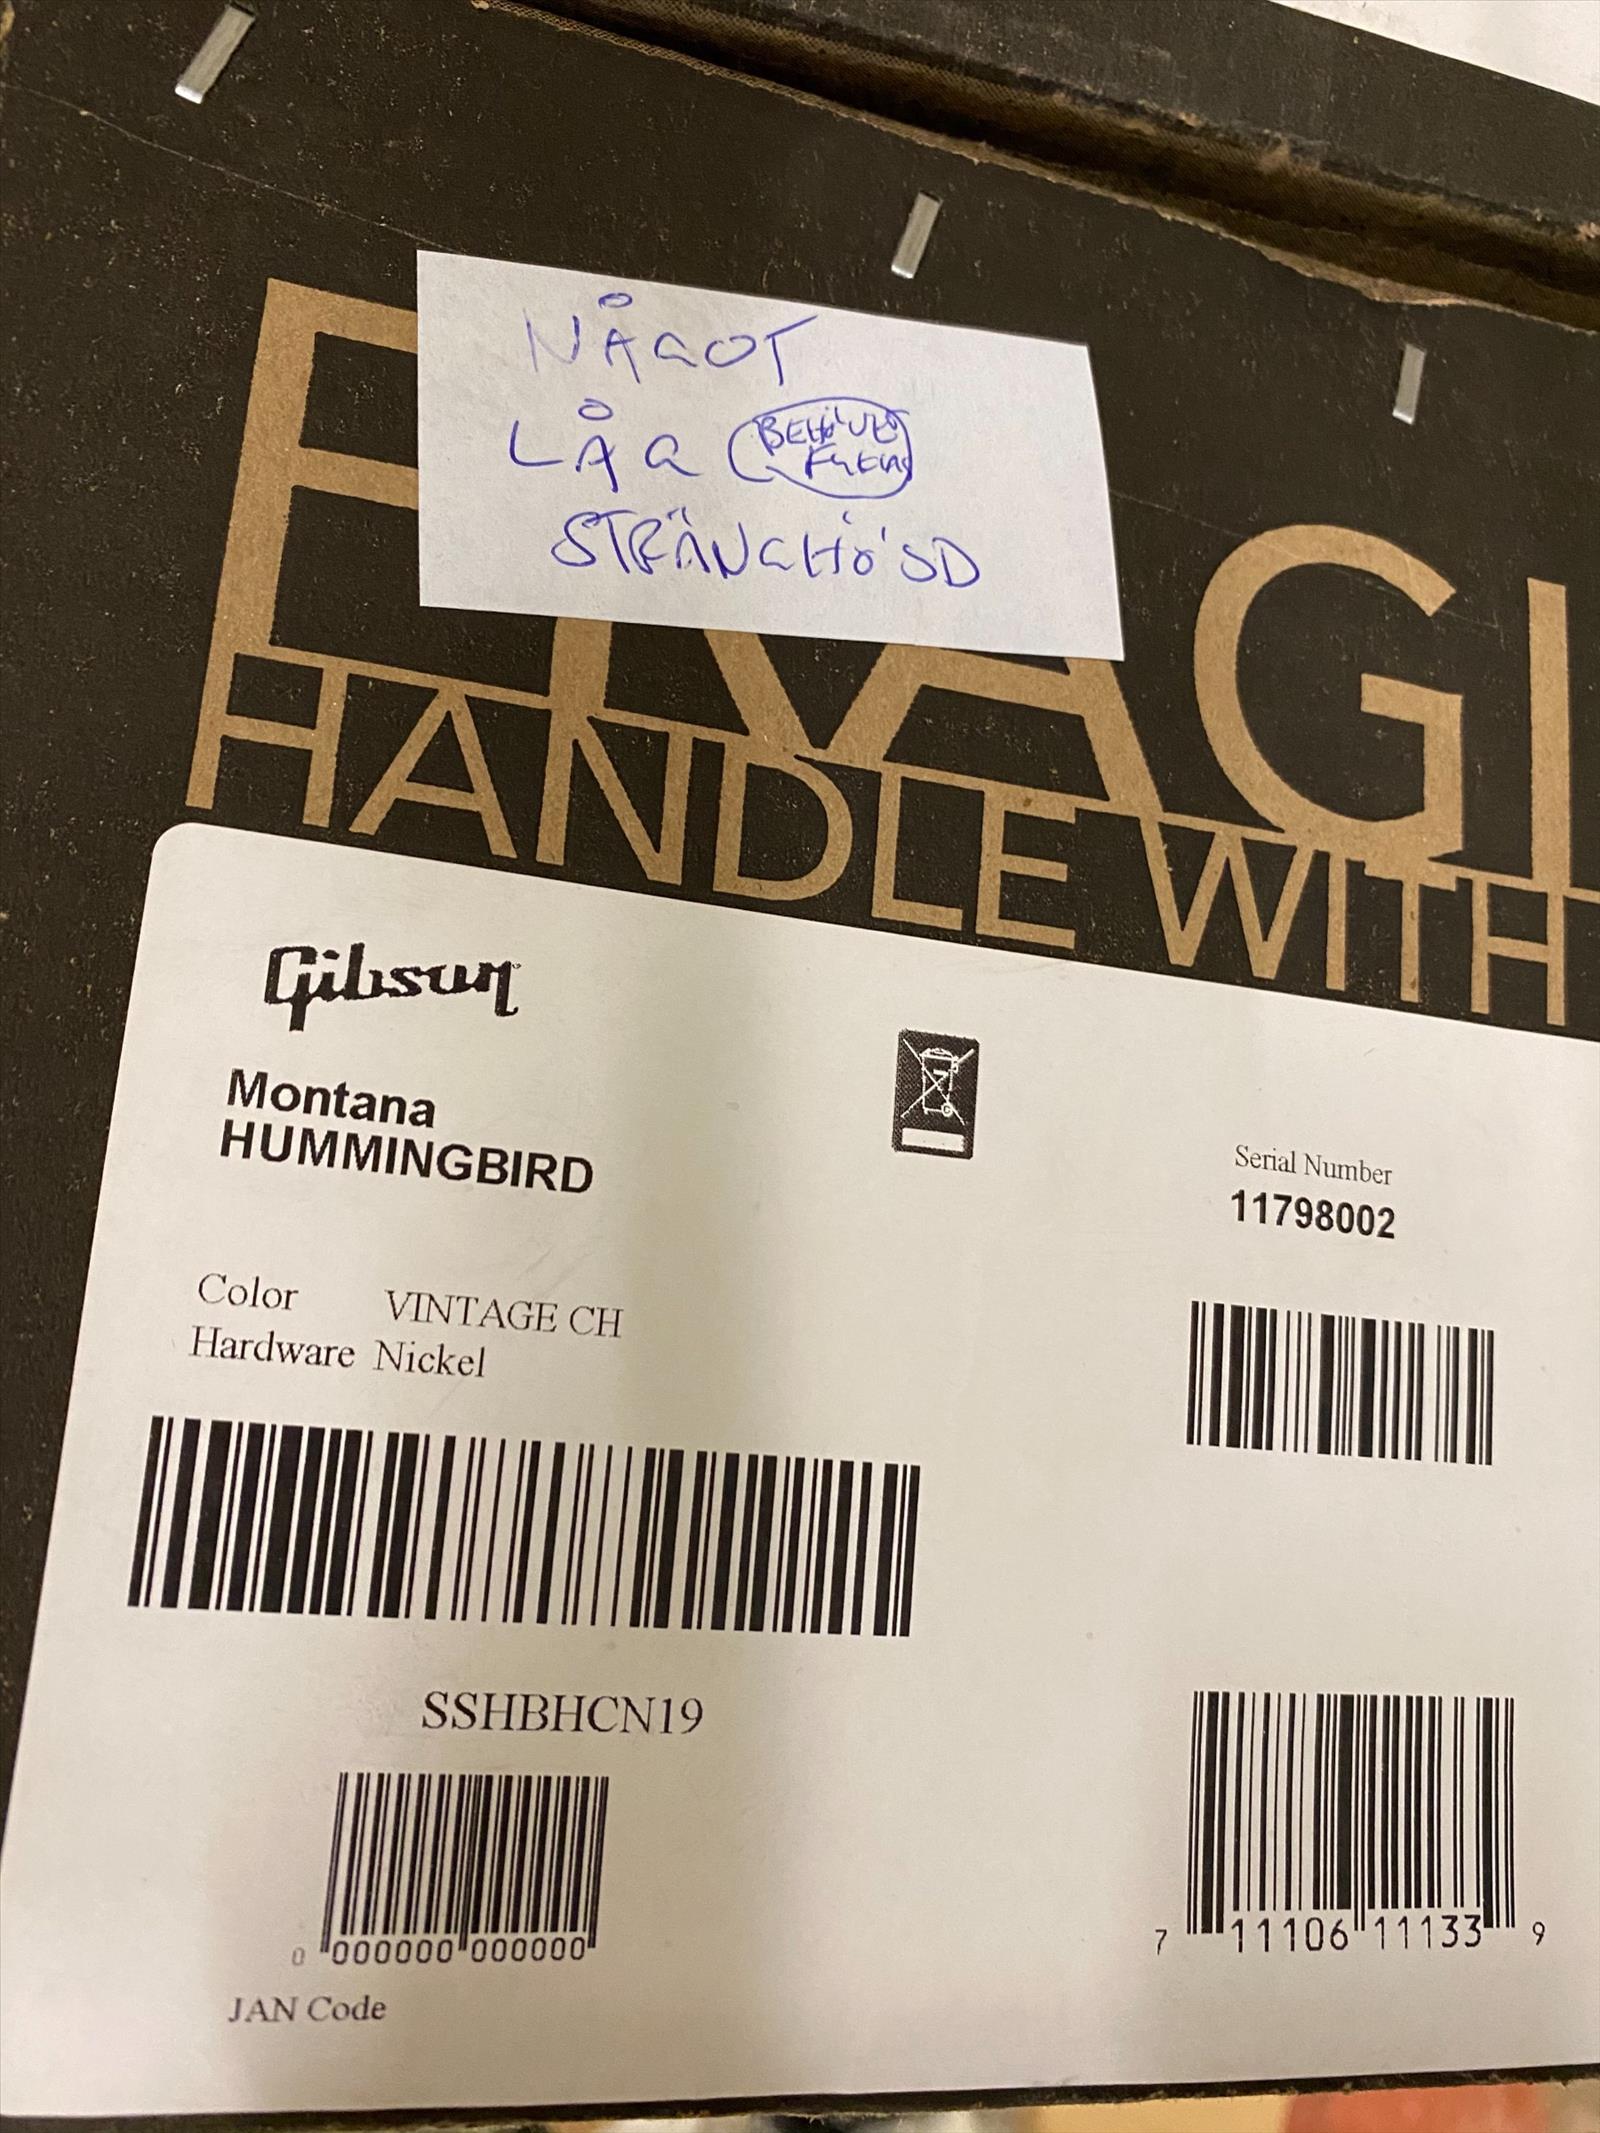 NÅGOT
LÅG
STRÄNGHÖJD
FRAGI
HANDLE WITH
Gibson
Montana
HUMMINGBIRD
Serial Number
11798002
Color VINTAGE CH
Hardware Nickel
SSHBHCN19
0 000000 000000
7 11106 11133 9
JAN Code